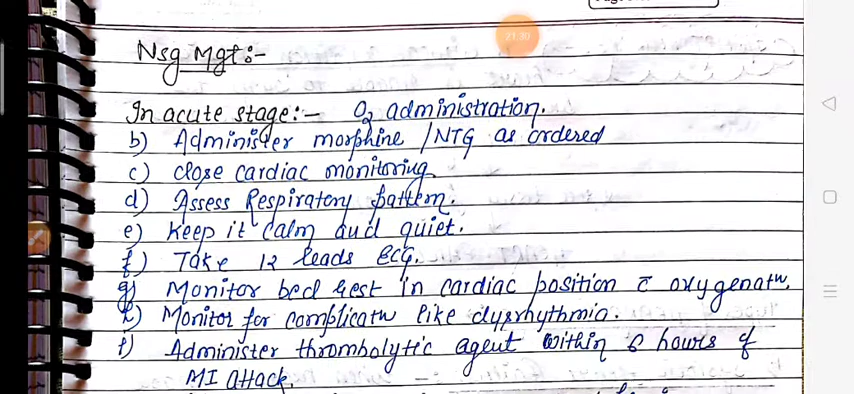 21:30
Nsg Mgt:-
In acute stage:- O₂ administration.
b) Administer morphine /NTG as ordered
c) close cardiac monitoring.
d) Assess Respiratory pattern.
e) Keep it calm and quiet.
f) Take 12 leads ECG.
g) Monitor bed rest in cardiac position c̄ oxygenatn.
h) Monitor for complicatn like dysrhythmia.
i) Administer thrombolytic agent within 6 hours of
MI attack.